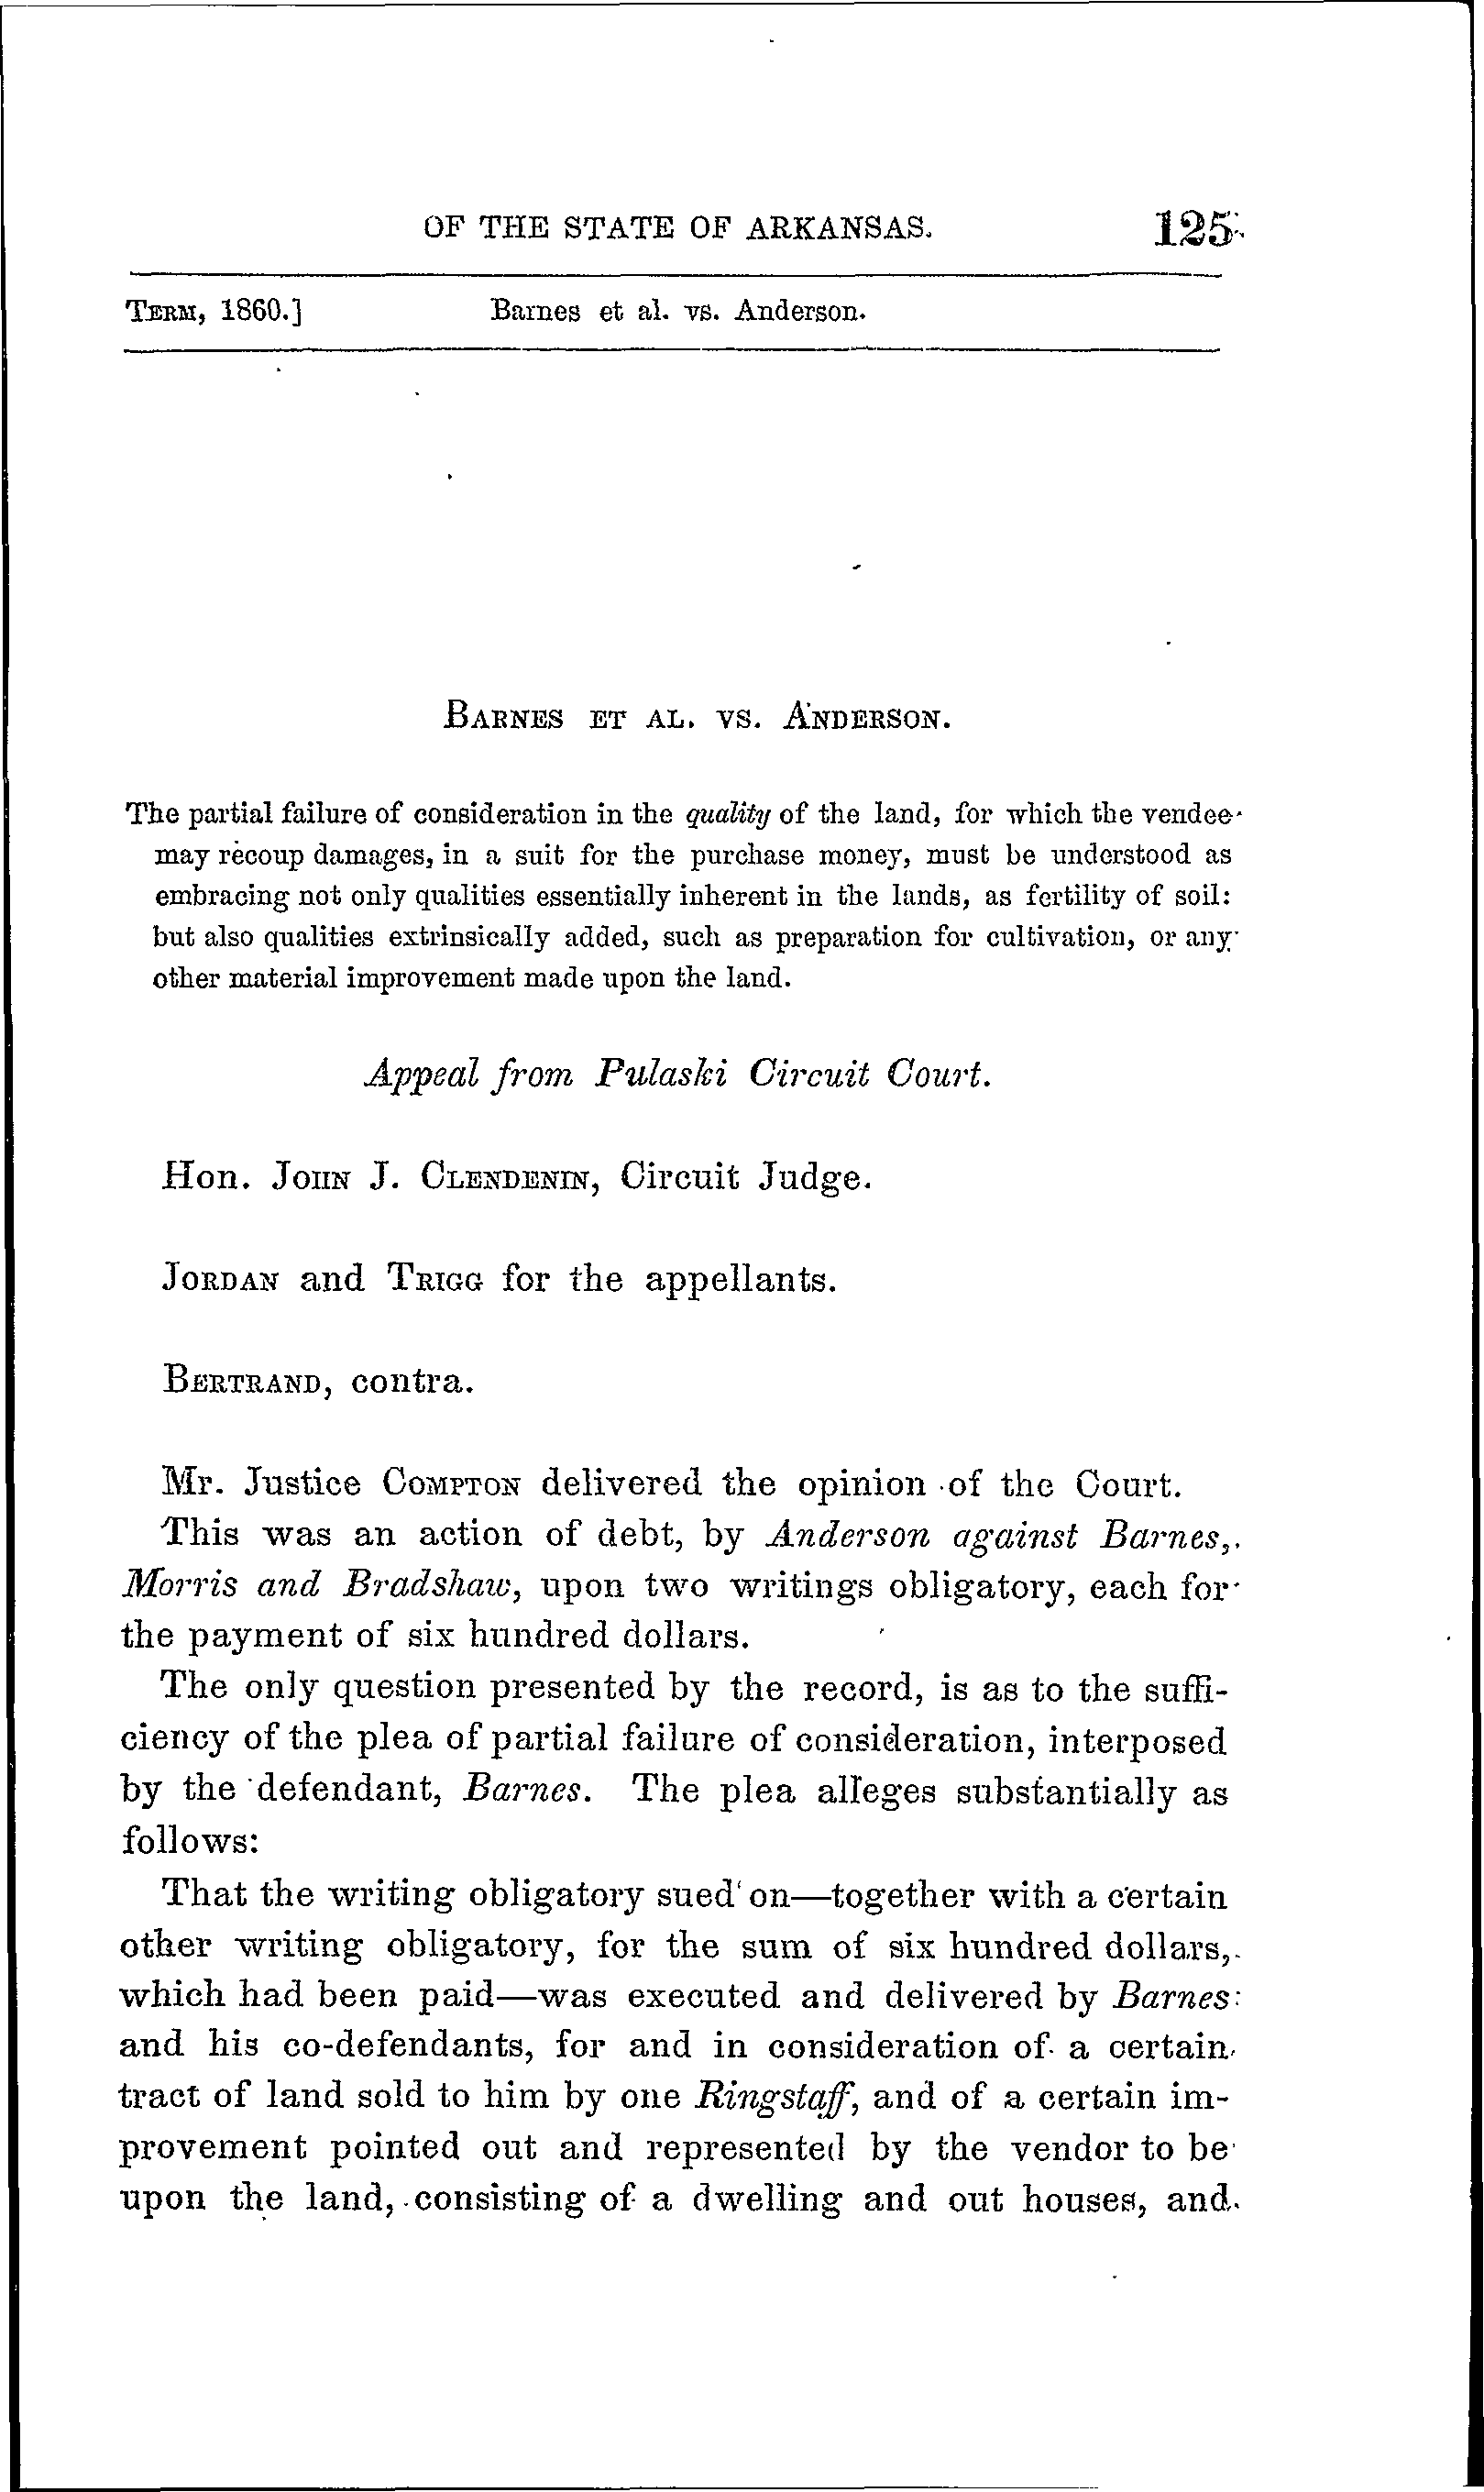 OF THE STATE OF ARKANSAS. 125
TERM, 1860.] Barnes et al. vs. Anderson.
BARNES ET AL. VS. ANDERSON.
The partial failure of consideration in the quality of the land, for which the vendee
may recoup damages, in a suit for the purchase money, must be understood as
embracing not only qualities essentially inherent in the lands, as fertility of soil:
but also qualities extrinsically added, such as preparation for cultivation, or any
other material improvement made upon the land.
Appeal from Pulaski Circuit Court.
Hon. JOHN J. CLENDENIN, Circuit Judge.
JORDAN and TRIGG for the appellants.
BERTRAND, contra.
Mr. Justice COMPTON delivered the opinion of the Court.
This was an action of debt, by Anderson against Barnes,
Morris and Bradshaw, upon two writings obligatory, each for
the payment of six hundred dollars.
The only question presented by the record, is as to the suffi-
ciency of the plea of partial failure of consideration, interposed
by the defendant, Barnes. The plea alleges substantially as
follows:
That the writing obligatory sued on—together with a certain
other writing obligatory, for the sum of six hundred dollars,
which had been paid—was executed and delivered by Barnes
and his co-defendants, for and in consideration of a certain
tract of land sold to him by one Ringstaff, and of a certain im-
provement pointed out and represented by the vendor to be
upon the land, consisting of a dwelling and out houses, and